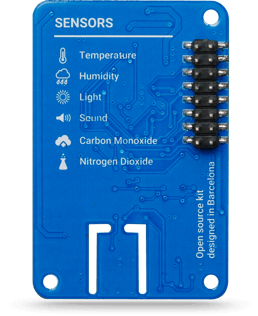 SENSORS
Temperature
Humidity
Light
Sound
Carbon Monoxide
Nitrogen Dioxide
Open source kit
designed in Barcelona